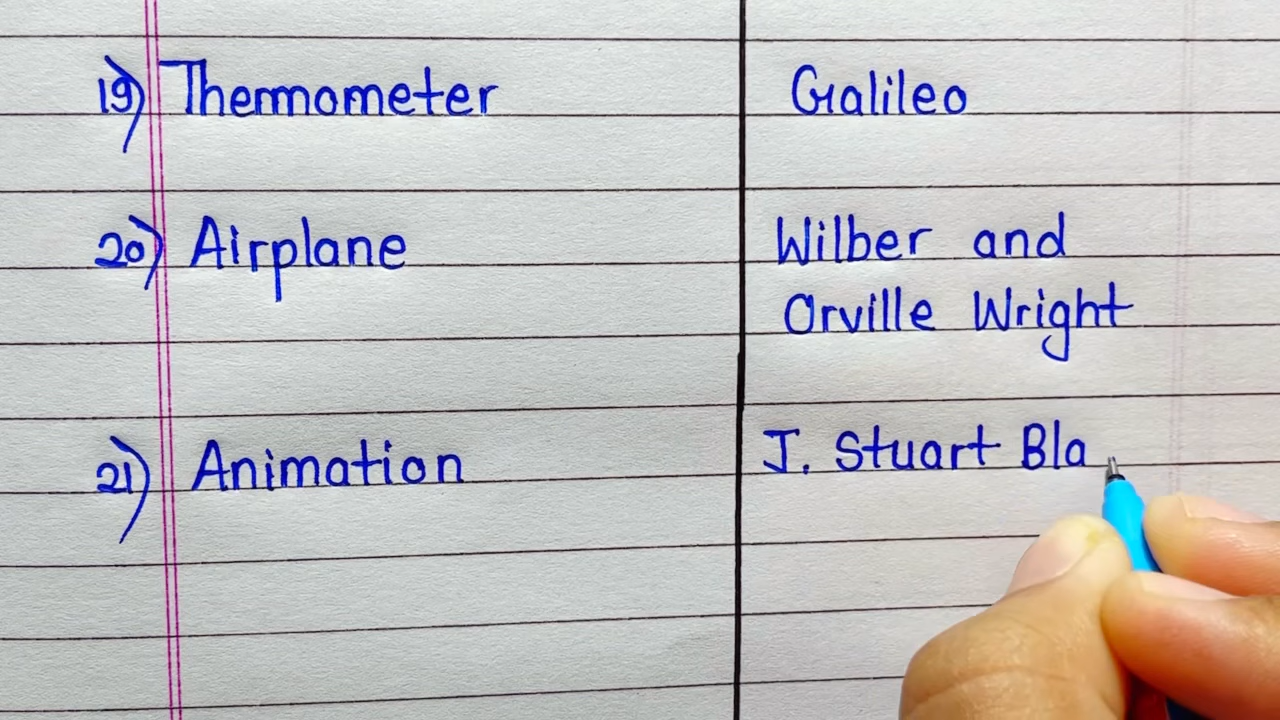 19) Thermometer Galileo
20) Airplane Wilber and
Orville Wright
21) Animation J. Stuart Bla